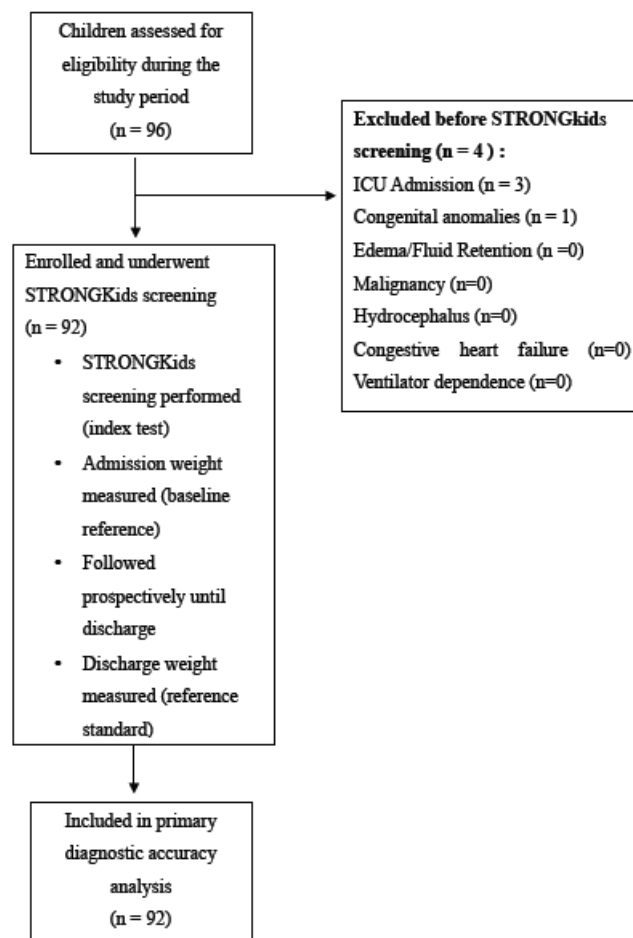 Children assessed for
eligibility during the
study period
(n = 96)
Excluded before STRONGkids
screening (n = 4 ) :
ICU Admission (n = 3)
Congenital anomalies (n = 1)
Edema/Fluid Retention (n =0)
Malignancy (n=0)
Hydrocephalus (n=0)
Congestive heart failure (n=0)
Ventilator dependence (n=0)
Enrolled and underwent
STRONGKids screening
(n = 92)
• STRONGKids
screening performed
(index test)
• Admission weight
measured (baseline
reference)
• Followed
prospectively until
discharge
• Discharge weight
measured (reference
standard)
Included in primary
diagnostic accuracy
analysis
(n = 92)